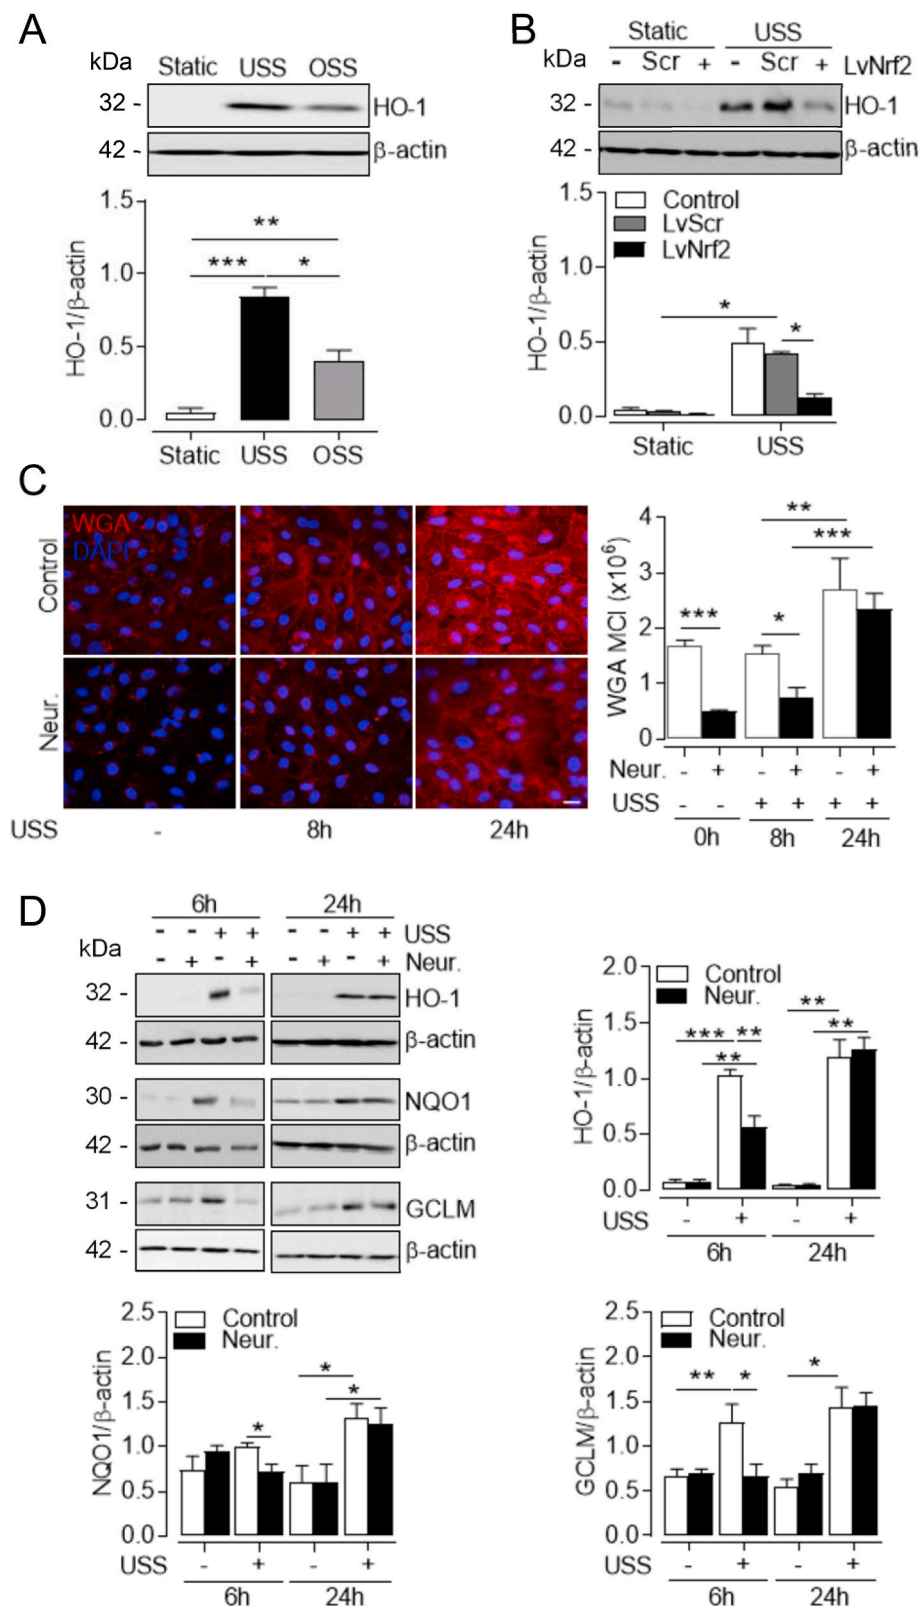 A
kDa
Static USS OSS
32 - HO-1
42 - β-actin
1.5
1.0
0.5
0.0
HO-1/β-actin
**
*** *
Static USS OSS
B
Static USS
kDa - Scr + - Scr + LvNrf2
32 - HO-1
42 - β-actin
1.5
1.0
0.5
0.0
HO-1/β-actin
Control
LvScr
LvNrf2
*
*
Static USS
C
WGA
DAPI
Control
Neur.
USS - 8h 24h
WGA MCI (x10⁶)
4
3
2
1
0
**
***
***
*
Neur. - + - + - +
USS - - + + + +
0h 8h 24h
D
6h 24h
- - + + - - + + USS
- + - + - + - + Neur.
kDa
32 - HO-1
42 - β-actin
30 - NQO1
42 - β-actin
31 - GCLM
42 - β-actin
HO-1/β-actin
2.0
1.5
1.0
0.5
0.0
Control
Neur.
**
*** ** **
**
USS - + - +
6h 24h
NQO1/β-actin
2.5
2.0
1.5
1.0
0.5
0.0
Control
Neur.
*
*
*
USS - + - +
6h 24h
GCLM/β-actin
2.5
2.0
1.5
1.0
0.5
0.0
Control
Neur.
** * *
USS - + - +
6h 24h